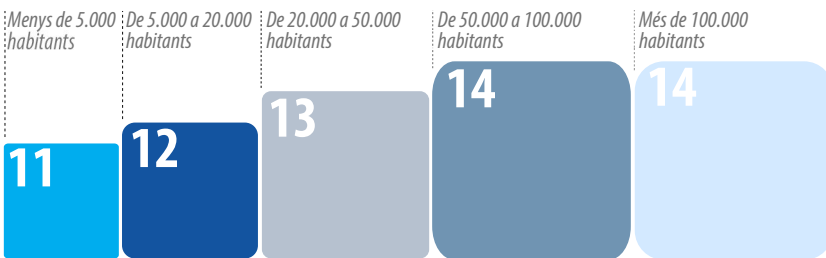 Menys de 5.000
habitants
De 5.000 a 20.000
habitants
De 20.000 a 50.000
habitants
De 50.000 a 100.000
habitants
Més de 100.000
habitants
11
12
13
14
14